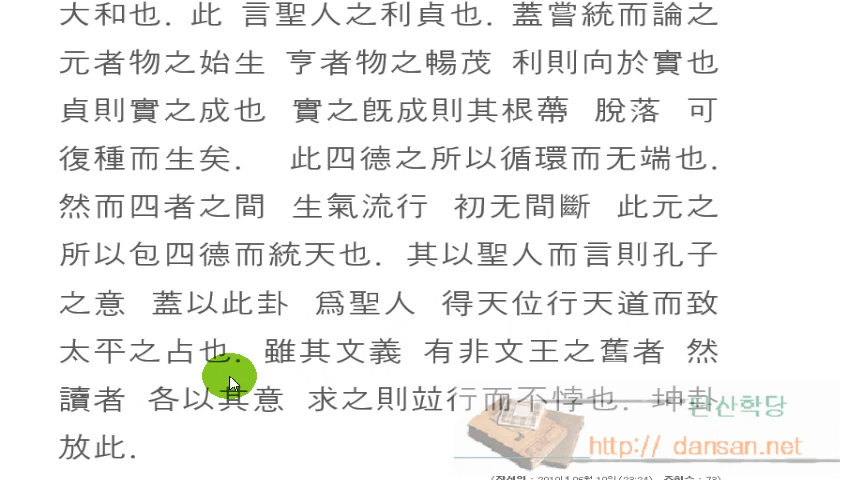 大和也. 此 言聖人之利貞也. 蓋嘗統而論之
元者物之始生 亨者物之暢茂 利則向於實也
貞則實之成也 實之旣成則其根蔕 脫落 可
復種而生矣. 此四德之所以循環而无端也.
然而四者之間 生氣流行 初无間斷 此元之
所以包四德而統天也. 其以聖人而言則孔子
之意 蓋以此卦 爲聖人 得天位行天道而致
太平之占也. 雖其文義 有非文王之舊者 然
讀者 各以其意 求之則竝行而不悖也. 坤卦
放此.
단산학당
http:// dansan.net